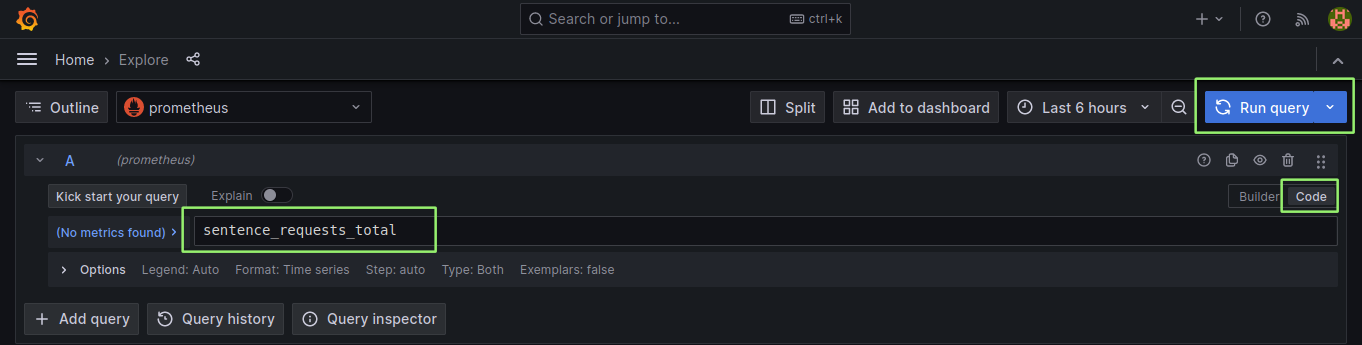 Search or jump to... ctrl+k
Home › Explore
Outline prometheus Split Add to dashboard Last 6 hours Run query
A (prometheus)
Kick start your query Explain Builder Code
(No metrics found) › sentence_requests_total
Options Legend: Auto Format: Time series Step: auto Type: Both Exemplars: false
+ Add query Query history Query inspector